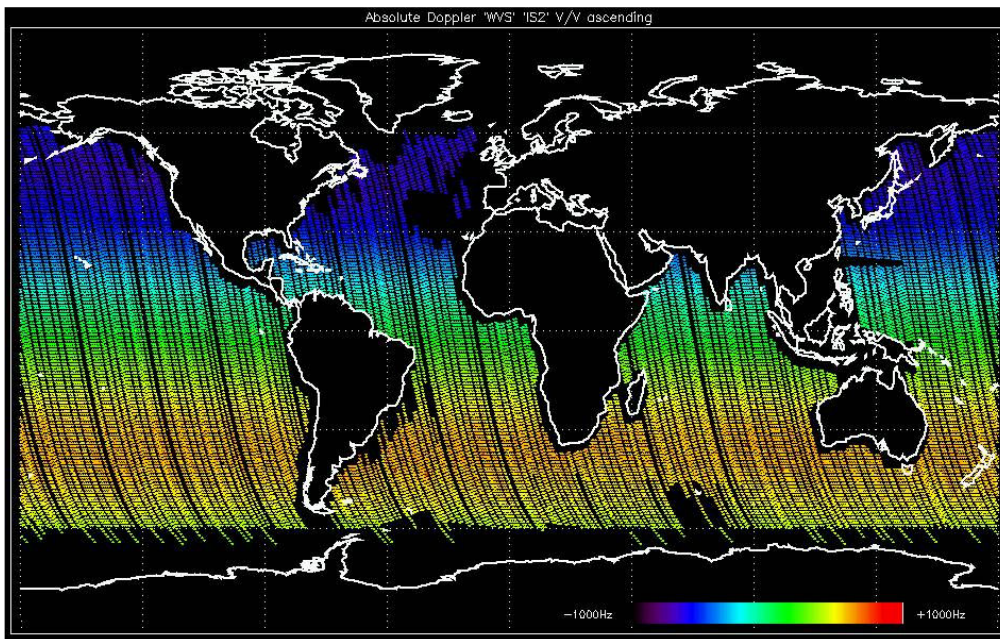 Absolute Doppler 'WVS' 'IS2' V/V ascending
-1000Hz
+1000Hz